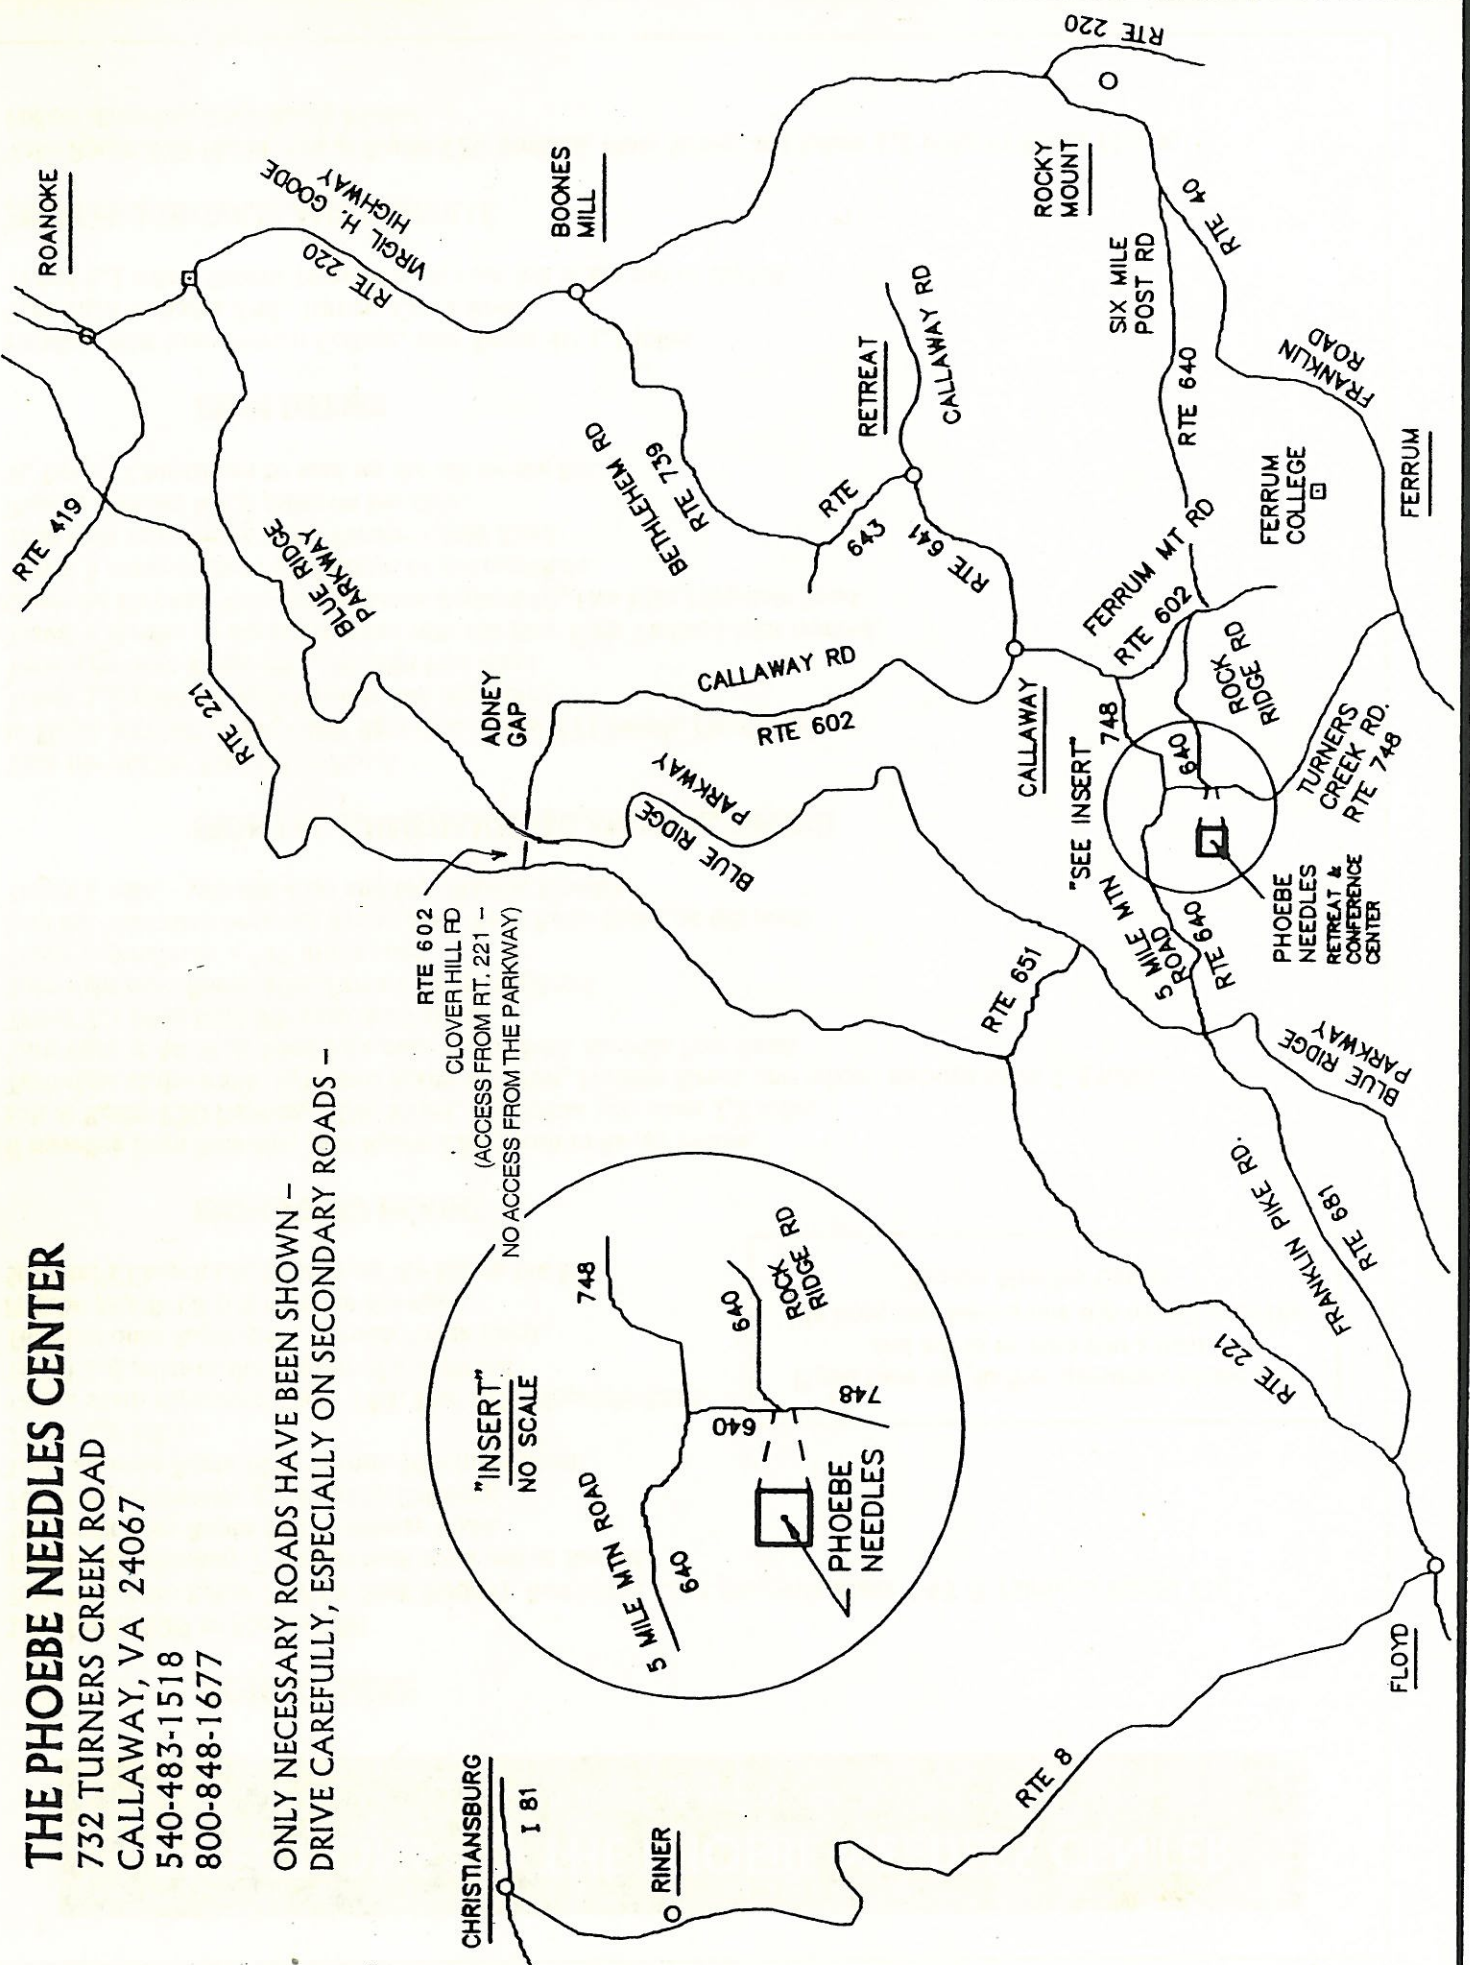 THE PHOEBE NEEDLES CENTER
732 TURNERS CREEK ROAD
CALLAWAY, VA 24067
540-483-1518
800-848-1677
ONLY NECESSARY ROADS HAVE BEEN SHOWN –
DRIVE CAREFULLY, ESPECIALLY ON SECONDARY ROADS –
ROANOKE
RTE 419
VIRGIL H. GOODE
HIGHWAY
RTE 220
BOONES
MILL
RTE 220
ROCKY
MOUNT
RTE 221
BLUE RIDGE
PARKWAY
BETHLEHEM RD
RTE 739
RETREAT
CALLAWAY RD
RTE
643
RTE 641
SIX MILE
POST RD
RTE 40
RTE 640
FRANKLIN
ROAD
FERRUM
COLLEGE
FERRUM
ADNEY
GAP
CALLAWAY RD
RTE 602
CALLAWAY
FERRUM MT RD
RTE 602
ROCK
RIDGE RD
748
640
TURNERS
CREEK RD.
RTE 748
"SEE INSERT"
BLUE RIDGE
PARKWAY
RTE 602
CLOVER HILL RD
(ACCESS FROM RT. 221 –
NO ACCESS FROM THE PARKWAY)
5 MILE MTN
ROAD
RTE 640
PHOEBE
NEEDLES
RETREAT &
CONFERENCE
CENTER
RTE 651
BLUE RIDGE
PARKWAY
FRANKLIN PIKE RD.
RTE 681
RTE 221
"INSERT"
NO SCALE
748
640
ROCK
RIDGE RD
640
748
5 MILE MTN ROAD
640
PHOEBE
NEEDLES
CHRISTIANSBURG
I 81
RINER
RTE 8
FLOYD